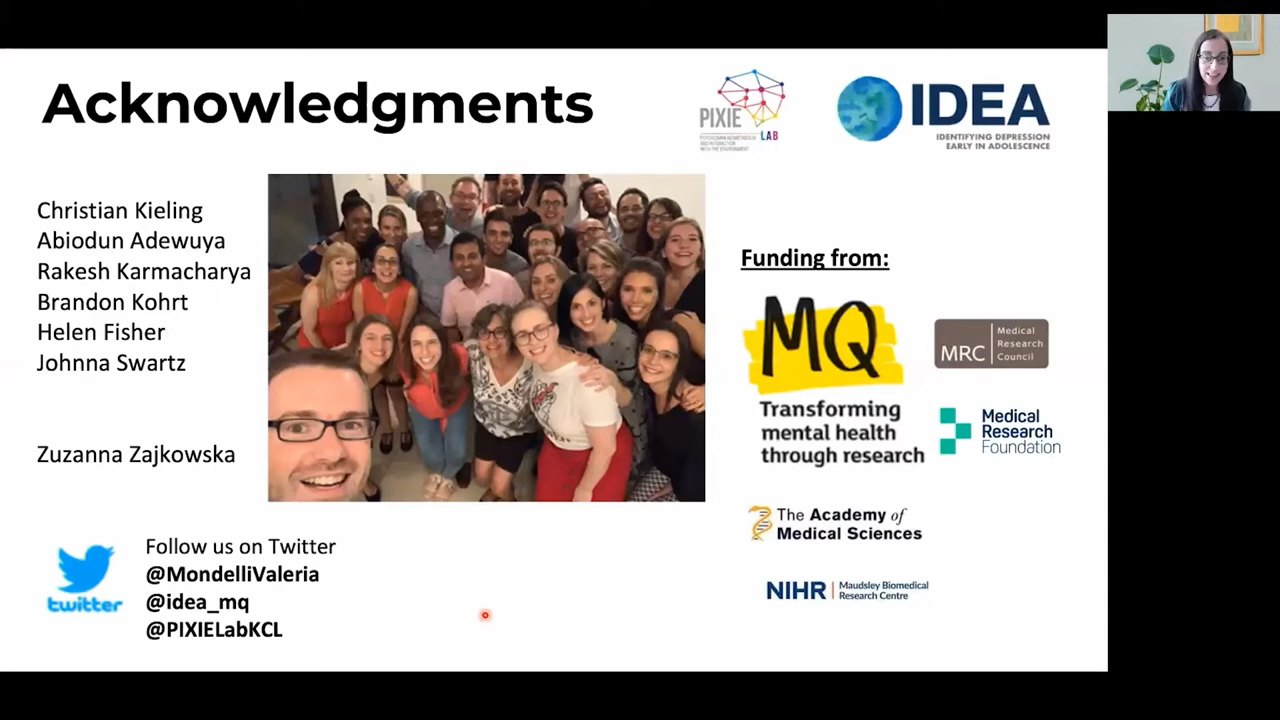 Acknowledgments
PIXIE
LAB
IDEA
IDENTIFYING DEPRESSION
EARLY IN ADOLESCENCE
Christian Kieling
Abiodun Adewuya
Rakesh Karmacharya
Brandon Kohrt
Helen Fisher
Johnna Swartz
Zuzanna Zajkowska
Funding from:
MQ
Transforming
mental health
through research
MRC
Medical
Research
Council
Medical
Research
Foundation
The Academy of
Medical Sciences
NIHR
Maudsley Biomedical
Research Centre
twitter
Follow us on Twitter
@MondelliValeria
@idea_mq
@PIXIELabKCL